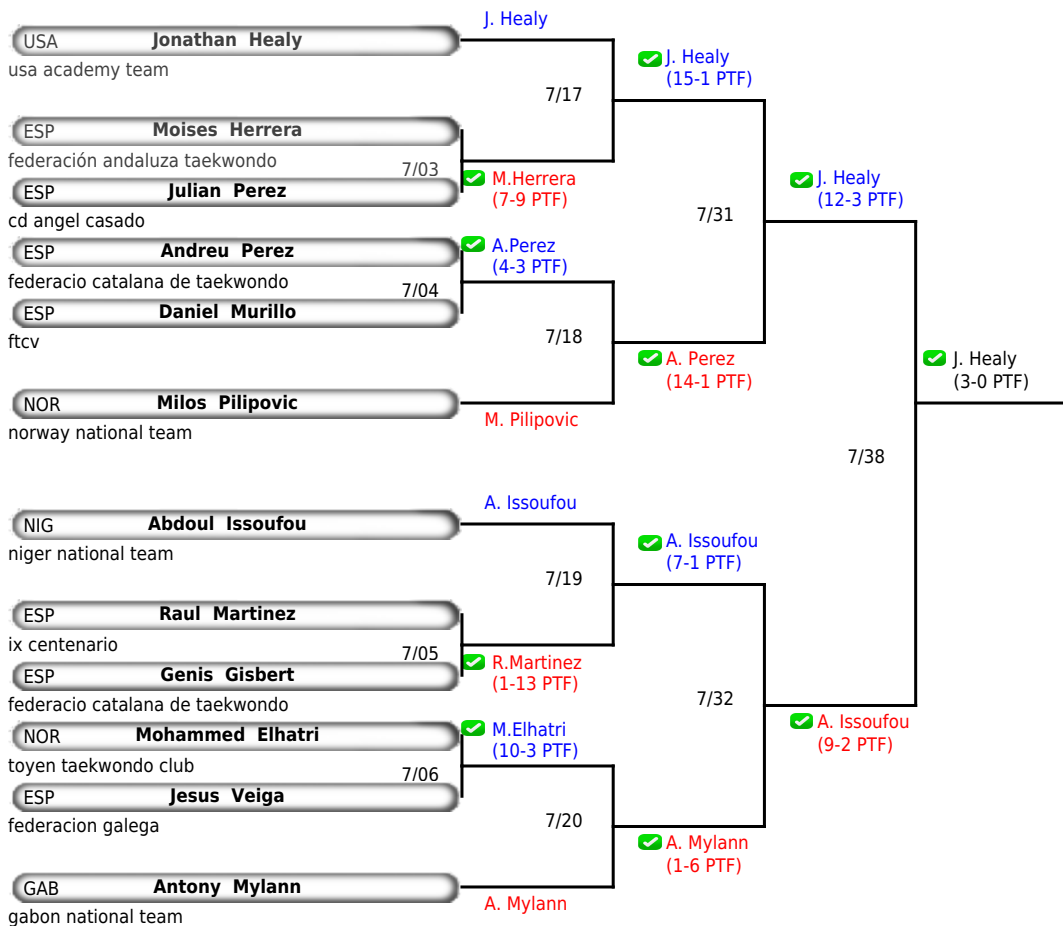 J. Healy
USA Jonathan Healy
usa academy team
J. Healy
(15-1 PTF)
7/17
ESP Moises Herrera
federación andaluza taekwondo
7/03
ESP Julian Perez
cd angel casado
M.Herrera
(7-9 PTF)
J. Healy
(12-3 PTF)
7/31
ESP Andreu Perez
federacio catalana de taekwondo
7/04
ESP Daniel Murillo
ftcv
A.Perez
(4-3 PTF)
7/18
A. Perez
(14-1 PTF)
J. Healy
(3-0 PTF)
NOR Milos Pilipovic
norway national team
M. Pilipovic
7/38
A. Issoufou
NIG Abdoul Issoufou
niger national team
A. Issoufou
(7-1 PTF)
7/19
ESP Raul Martinez
ix centenario
7/05
ESP Genis Gisbert
federacio catalana de taekwondo
R.Martinez
(1-13 PTF)
7/32
A. Issoufou
(9-2 PTF)
NOR Mohammed Elhatri
toyen taekwondo club
7/06
ESP Jesus Veiga
federacion galega
M.Elhatri
(10-3 PTF)
7/20
A. Mylann
(1-6 PTF)
GAB Antony Mylann
gabon national team
A. Mylann